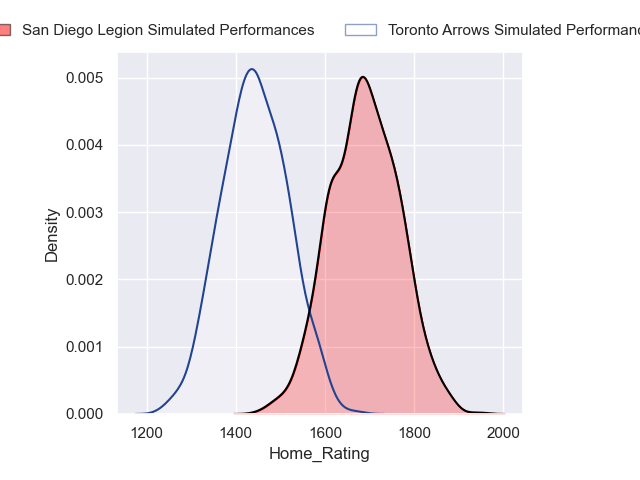 San Diego Legion Simulated Performances Toronto Arrows Simulated
0.005
0.004
0.003
0.002
0.001
0.000
Density
1200 1400 1600 1800 2000
Home_Rating